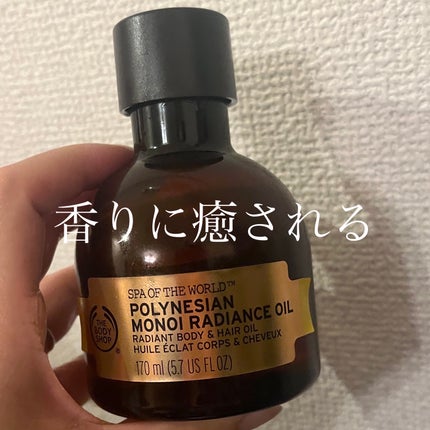 香りに癒される
SPA OF THE WORLD™
POLYNESIAN
MONOI RADIANCE OIL
RADIANT BODY & HAIR OIL
HUILE ÉCLAT CORPS & CHEVEUX
170 ml (5.7 US FL OZ)
THE
BODY
SHOP®